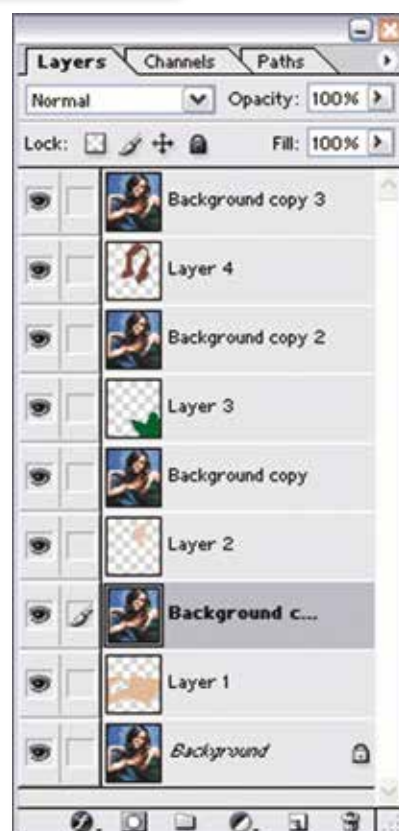 Layers Channels Paths
Normal Opacity: 100%
Lock: Fill: 100%
Background copy 3
Layer 4
Background copy 2
Layer 3
Background copy
Layer 2
Background c...
Layer 1
Background